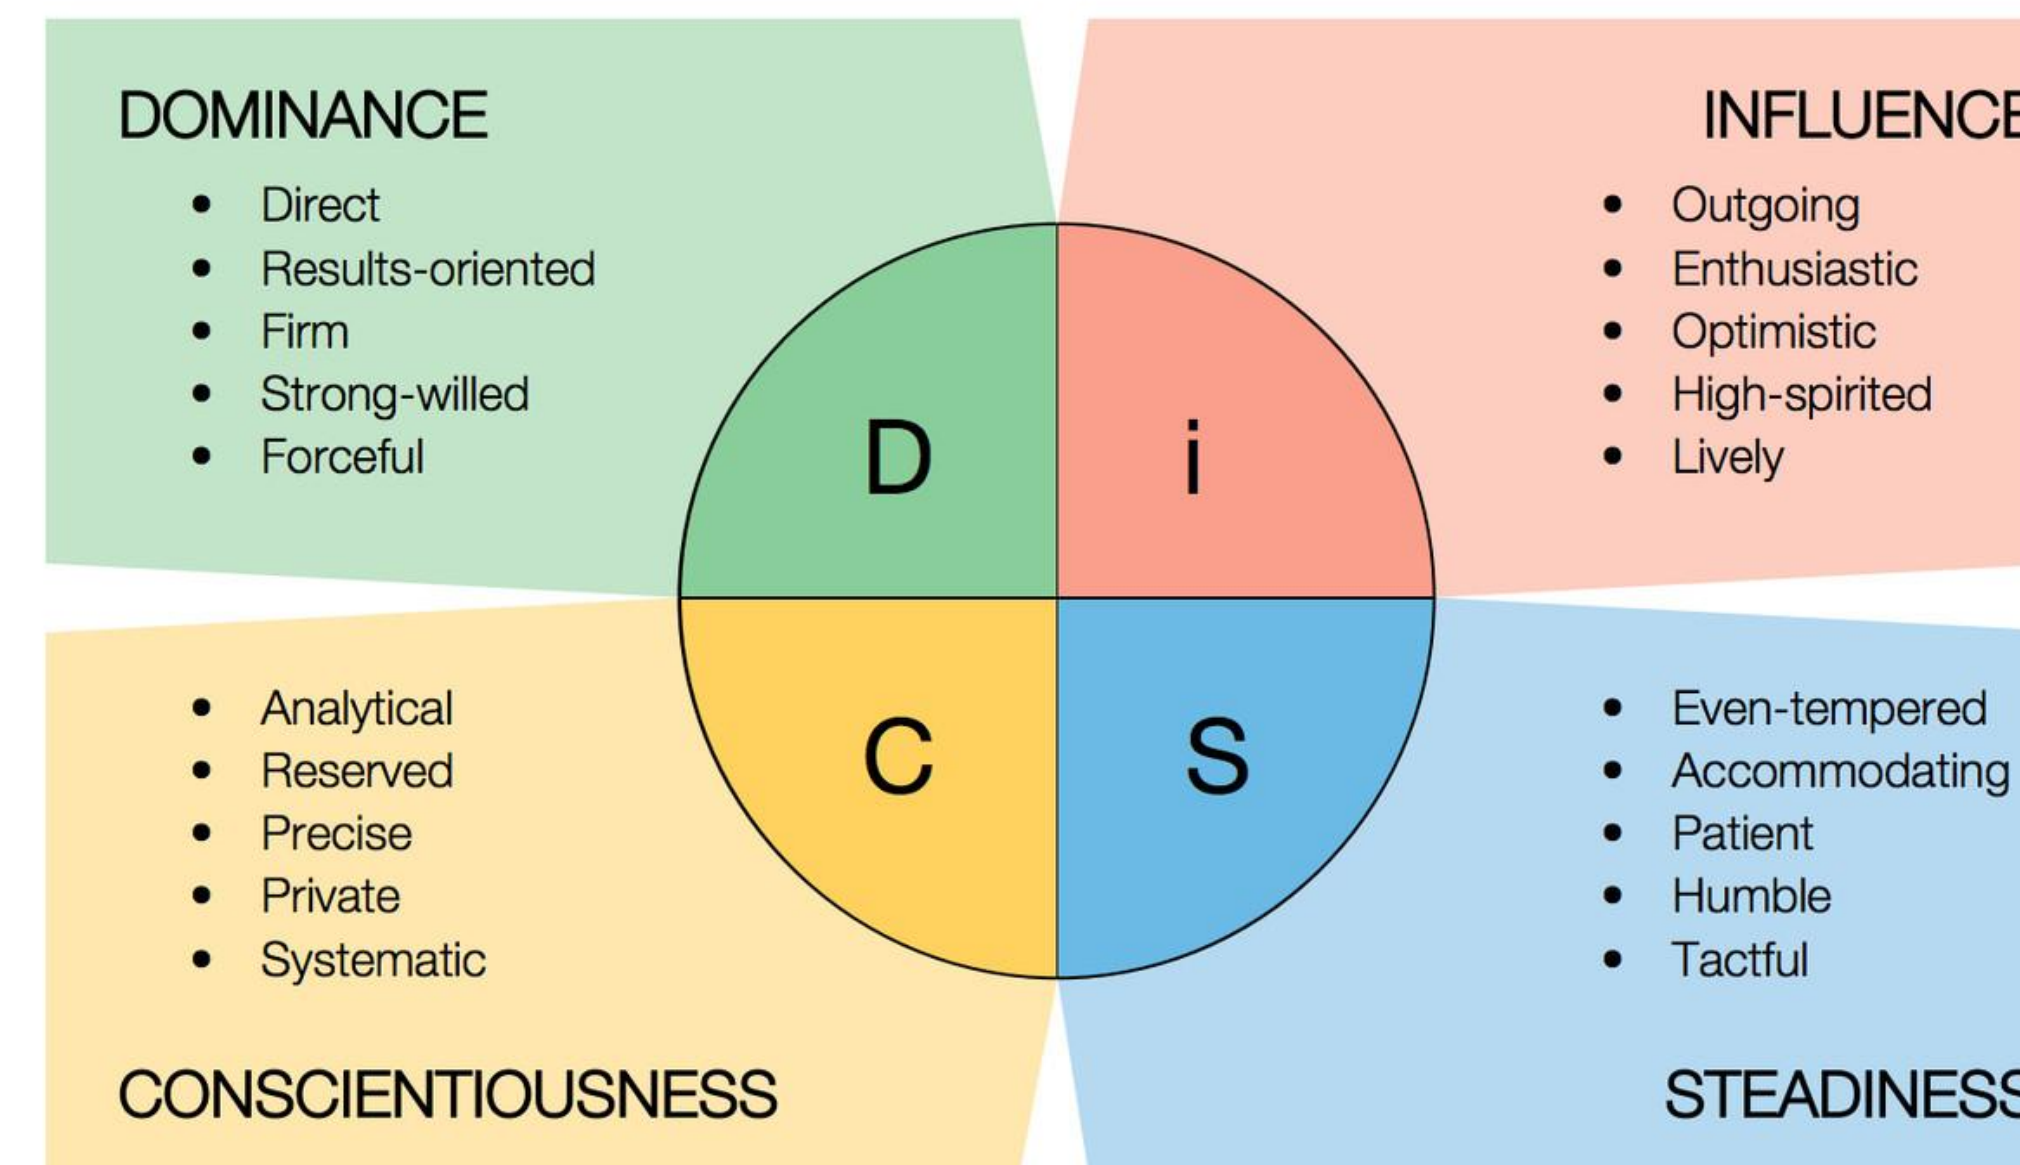 DOMINANCE
• Direct
• Results-oriented
• Firm
• Strong-willed
• Forceful
INFLUENCE
• Outgoing
• Enthusiastic
• Optimistic
• High-spirited
• Lively
D
i
C
S
• Analytical
• Reserved
• Precise
• Private
• Systematic
CONSCIENTIOUSNESS
• Even-tempered
• Accommodating
• Patient
• Humble
• Tactful
STEADINESS